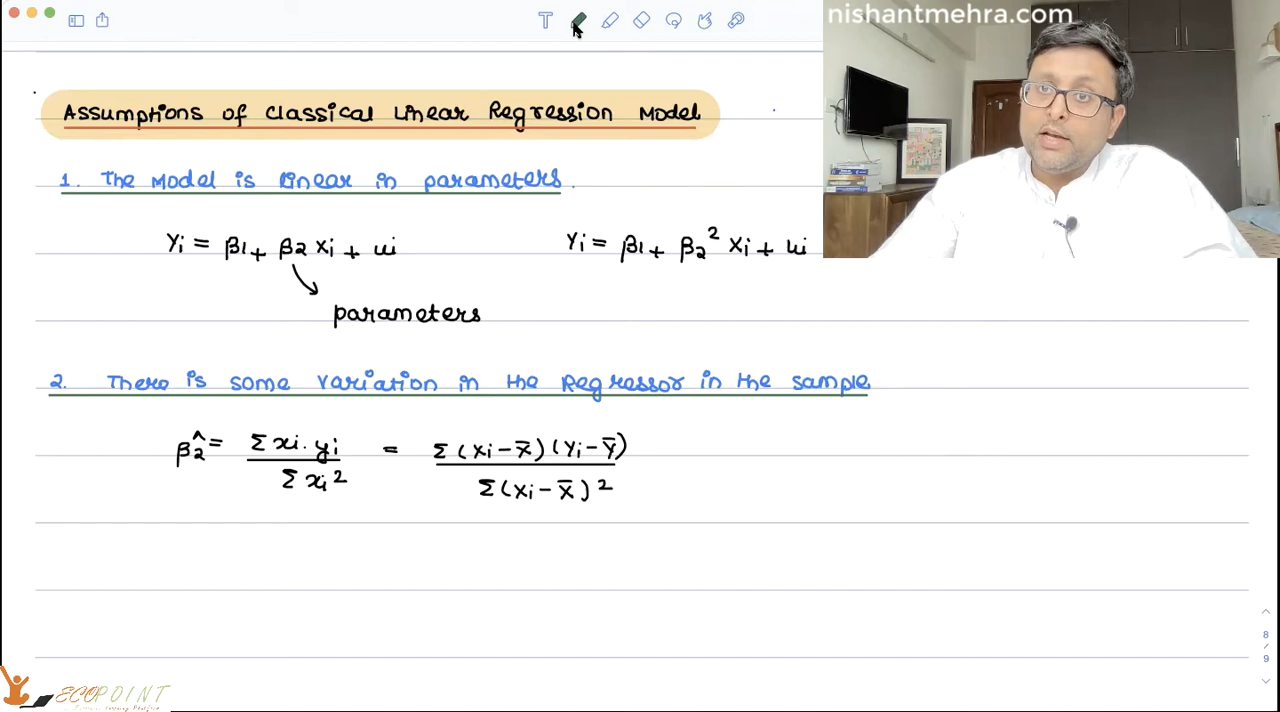 nishantmehra.com
Assumptions of Classical Linear Regression Model
1. The Model is linear in parameters.
Yi = β1 + β2 Xi + ui
Yi = β1 + β2² Xi + ui
parameters
2. There is some variation in the Regressor in the sample
β̂2 = Σ xi . yi / Σ xi² = Σ (Xi – X̄) (Yi – Ȳ) / Σ (Xi – X̄)²
8
/
9
ECOPOINT